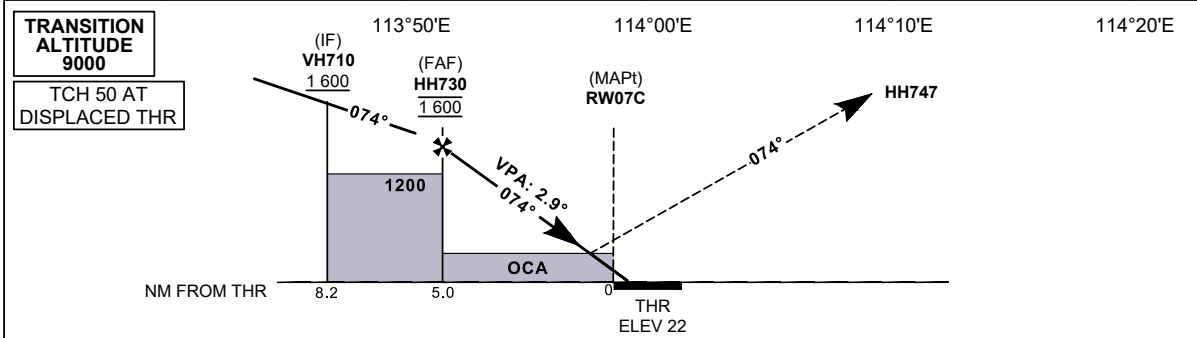 TRANSITION
ALTITUDE
9000
TCH 50 AT
DISPLACED THR
113°50'E
114°00'E
114°10'E
114°20'E
(IF)
VH710
1 600
(FAF)
HH730
1 600
(MAPt)
RW07C
HH747
074°
VPA: 2.9°
074°
074°
1200
OCA
NM FROM THR
8.2
5.0
0
THR
ELEV 22